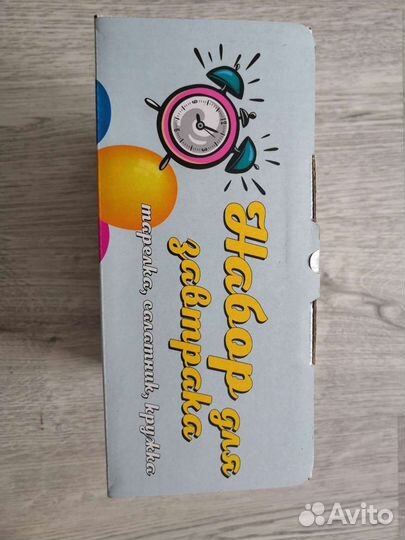 Набор для
завтрака
тарелка, салатник, кружка
Avito